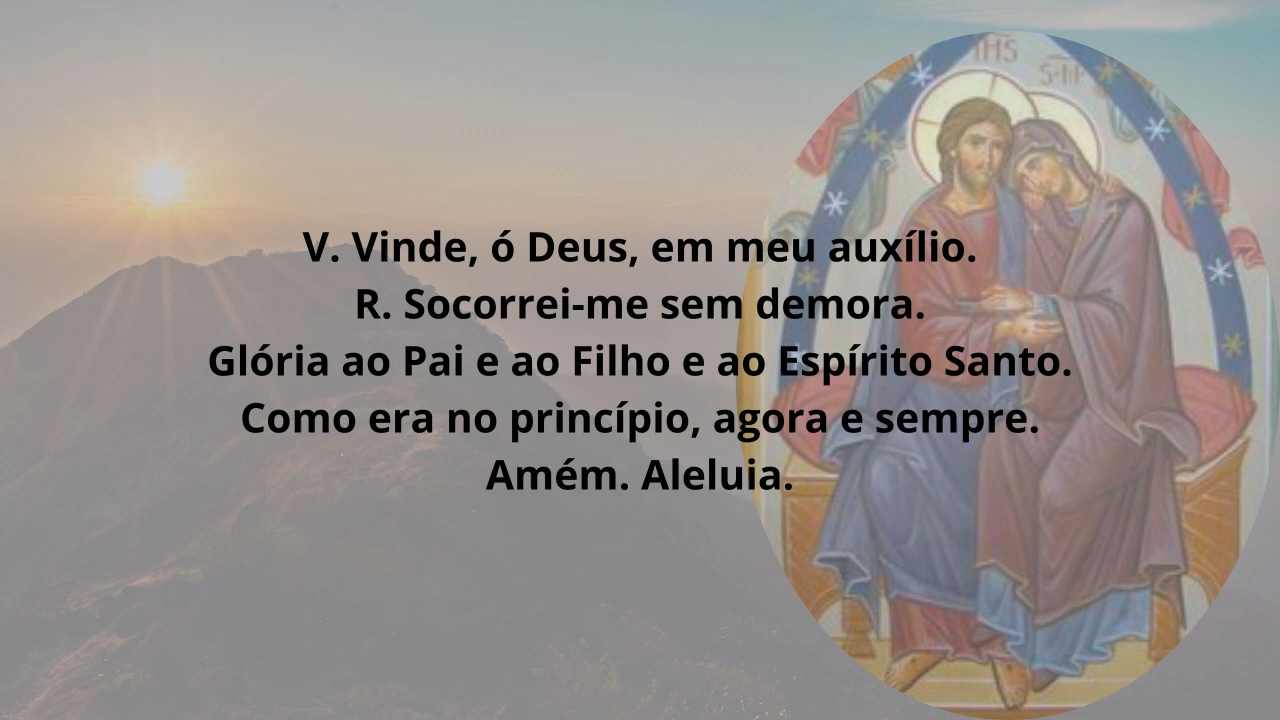 IHS
S·M·
V. Vinde, ó Deus, em meu auxílio.
R. Socorrei-me sem demora.
Glória ao Pai e ao Filho e ao Espírito Santo.
Como era no princípio, agora e sempre.
Amém. Aleluia.